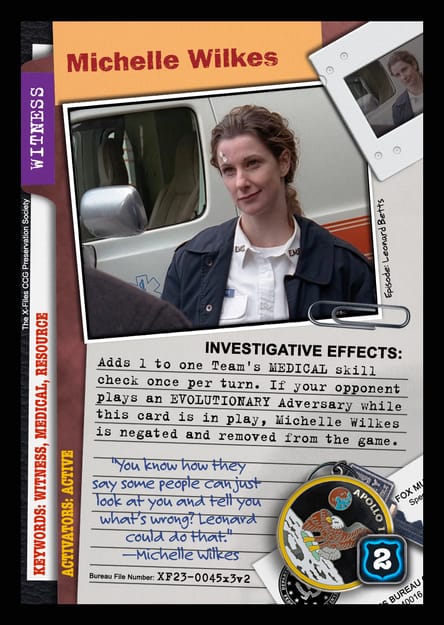 Michelle Wilkes
WITNESS
The X-Files CCG Preservation Society
KEYWORDS: WITNESS, MEDICAL, RESOURCE
ACTIVATORS: ACTIVE
Episode: Leonard Betts
INVESTIGATIVE EFFECTS:
Adds 1 to one Team's MEDICAL skill
check once per turn. If your opponent
plays an EVOLUTIONARY Adversary while
this card is in play, Michelle Wilkes
is negated and removed from the game.
"You know how they
say some people can just
look at you and tell you
what's wrong? Leonard
could do that."
—Michelle Wilkes
APOLLO
FOX MU
2
Bureau File Number: XF23-0045x3v2